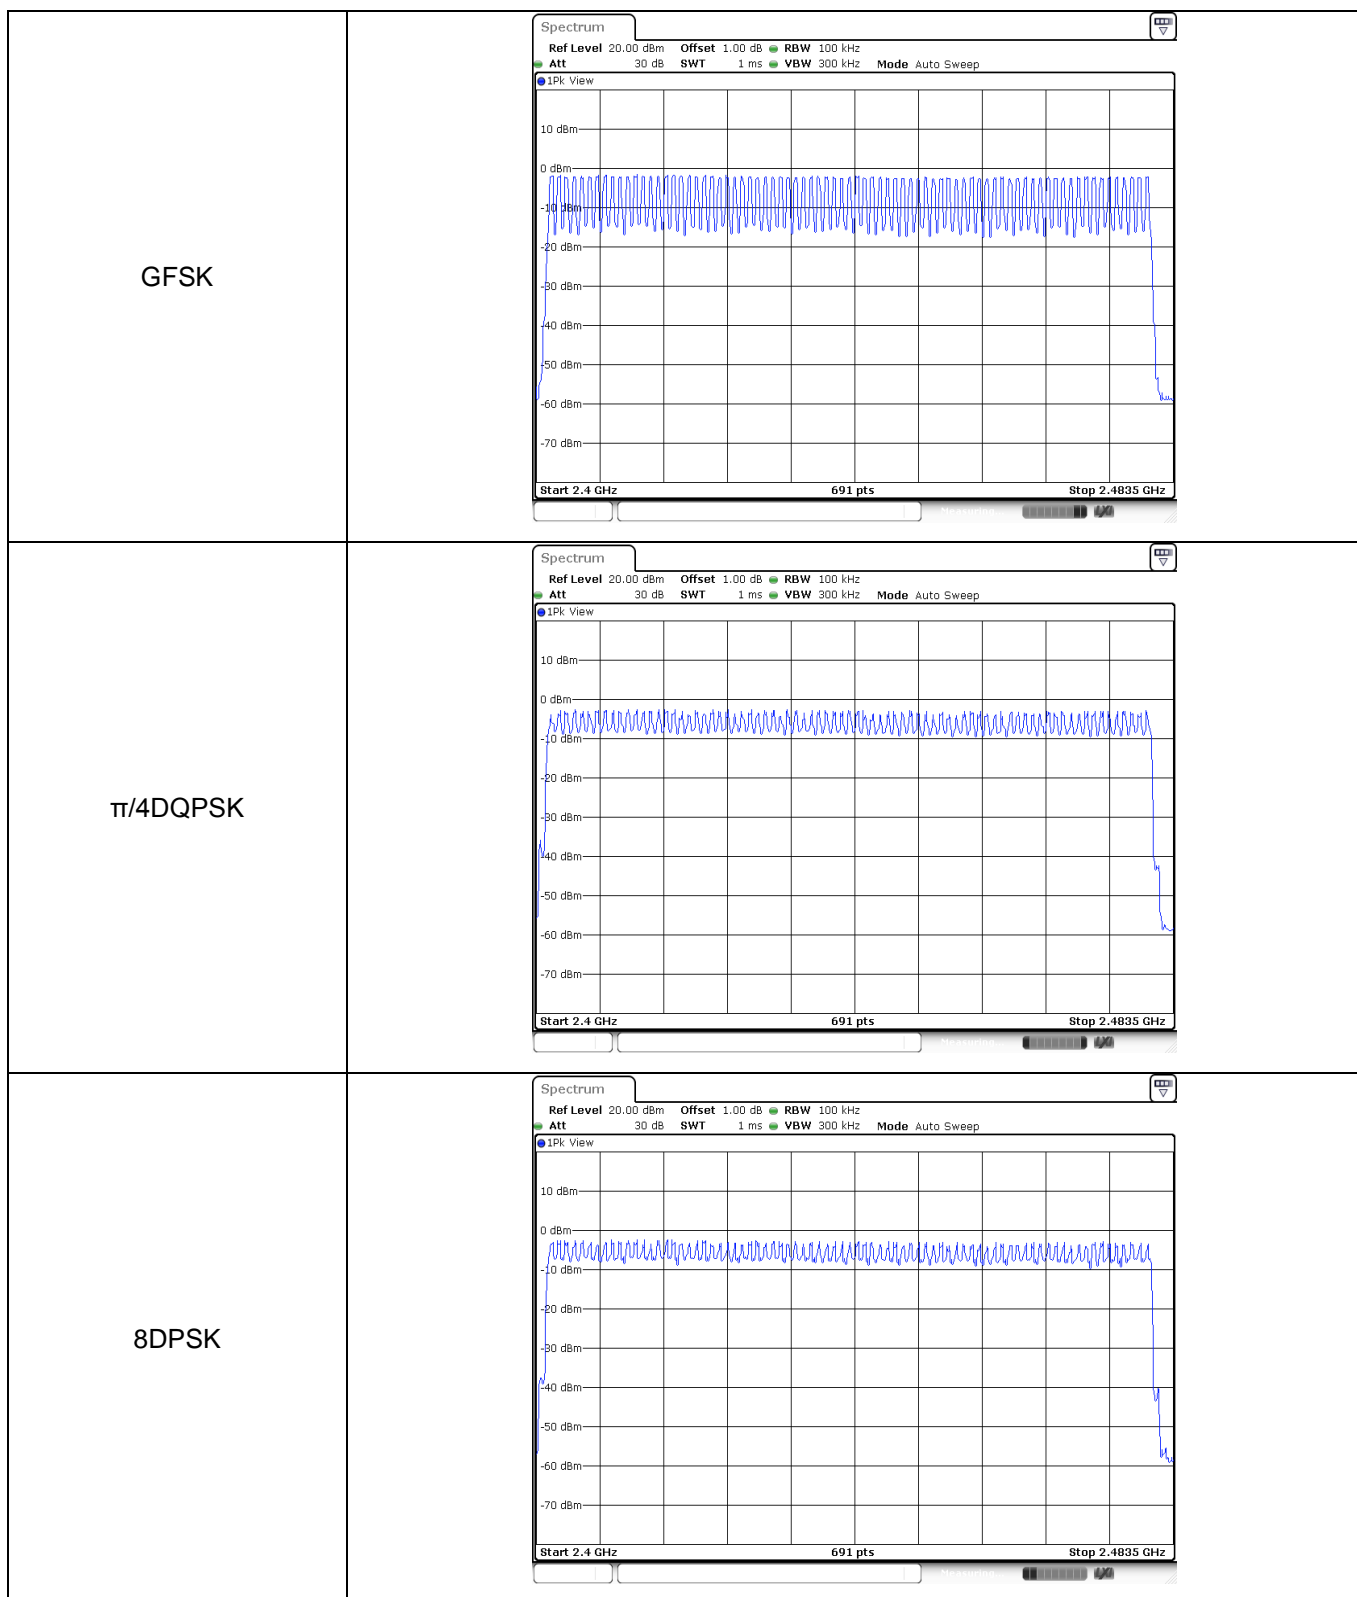 GFSK
Spectrum
Ref Level 20.00 dBm Offset 1.00 dB RBW 100 kHz
Att 30 dB SWT 1 ms VBW 300 kHz Mode Auto Sweep
1Pk View
10 dBm
0 dBm
-10 dBm
-20 dBm
-30 dBm
-40 dBm
-50 dBm
-60 dBm
-70 dBm
Start 2.4 GHz 691 pts Stop 2.4835 GHz
Measuring...
π/4DQPSK
Spectrum
Ref Level 20.00 dBm Offset 1.00 dB RBW 100 kHz
Att 30 dB SWT 1 ms VBW 300 kHz Mode Auto Sweep
1Pk View
10 dBm
0 dBm
-10 dBm
-20 dBm
-30 dBm
-40 dBm
-50 dBm
-60 dBm
-70 dBm
Start 2.4 GHz 691 pts Stop 2.4835 GHz
Measuring...
8DPSK
Spectrum
Ref Level 20.00 dBm Offset 1.00 dB RBW 100 kHz
Att 30 dB SWT 1 ms VBW 300 kHz Mode Auto Sweep
1Pk View
10 dBm
0 dBm
-10 dBm
-20 dBm
-30 dBm
-40 dBm
-50 dBm
-60 dBm
-70 dBm
Start 2.4 GHz 691 pts Stop 2.4835 GHz
Measuring...